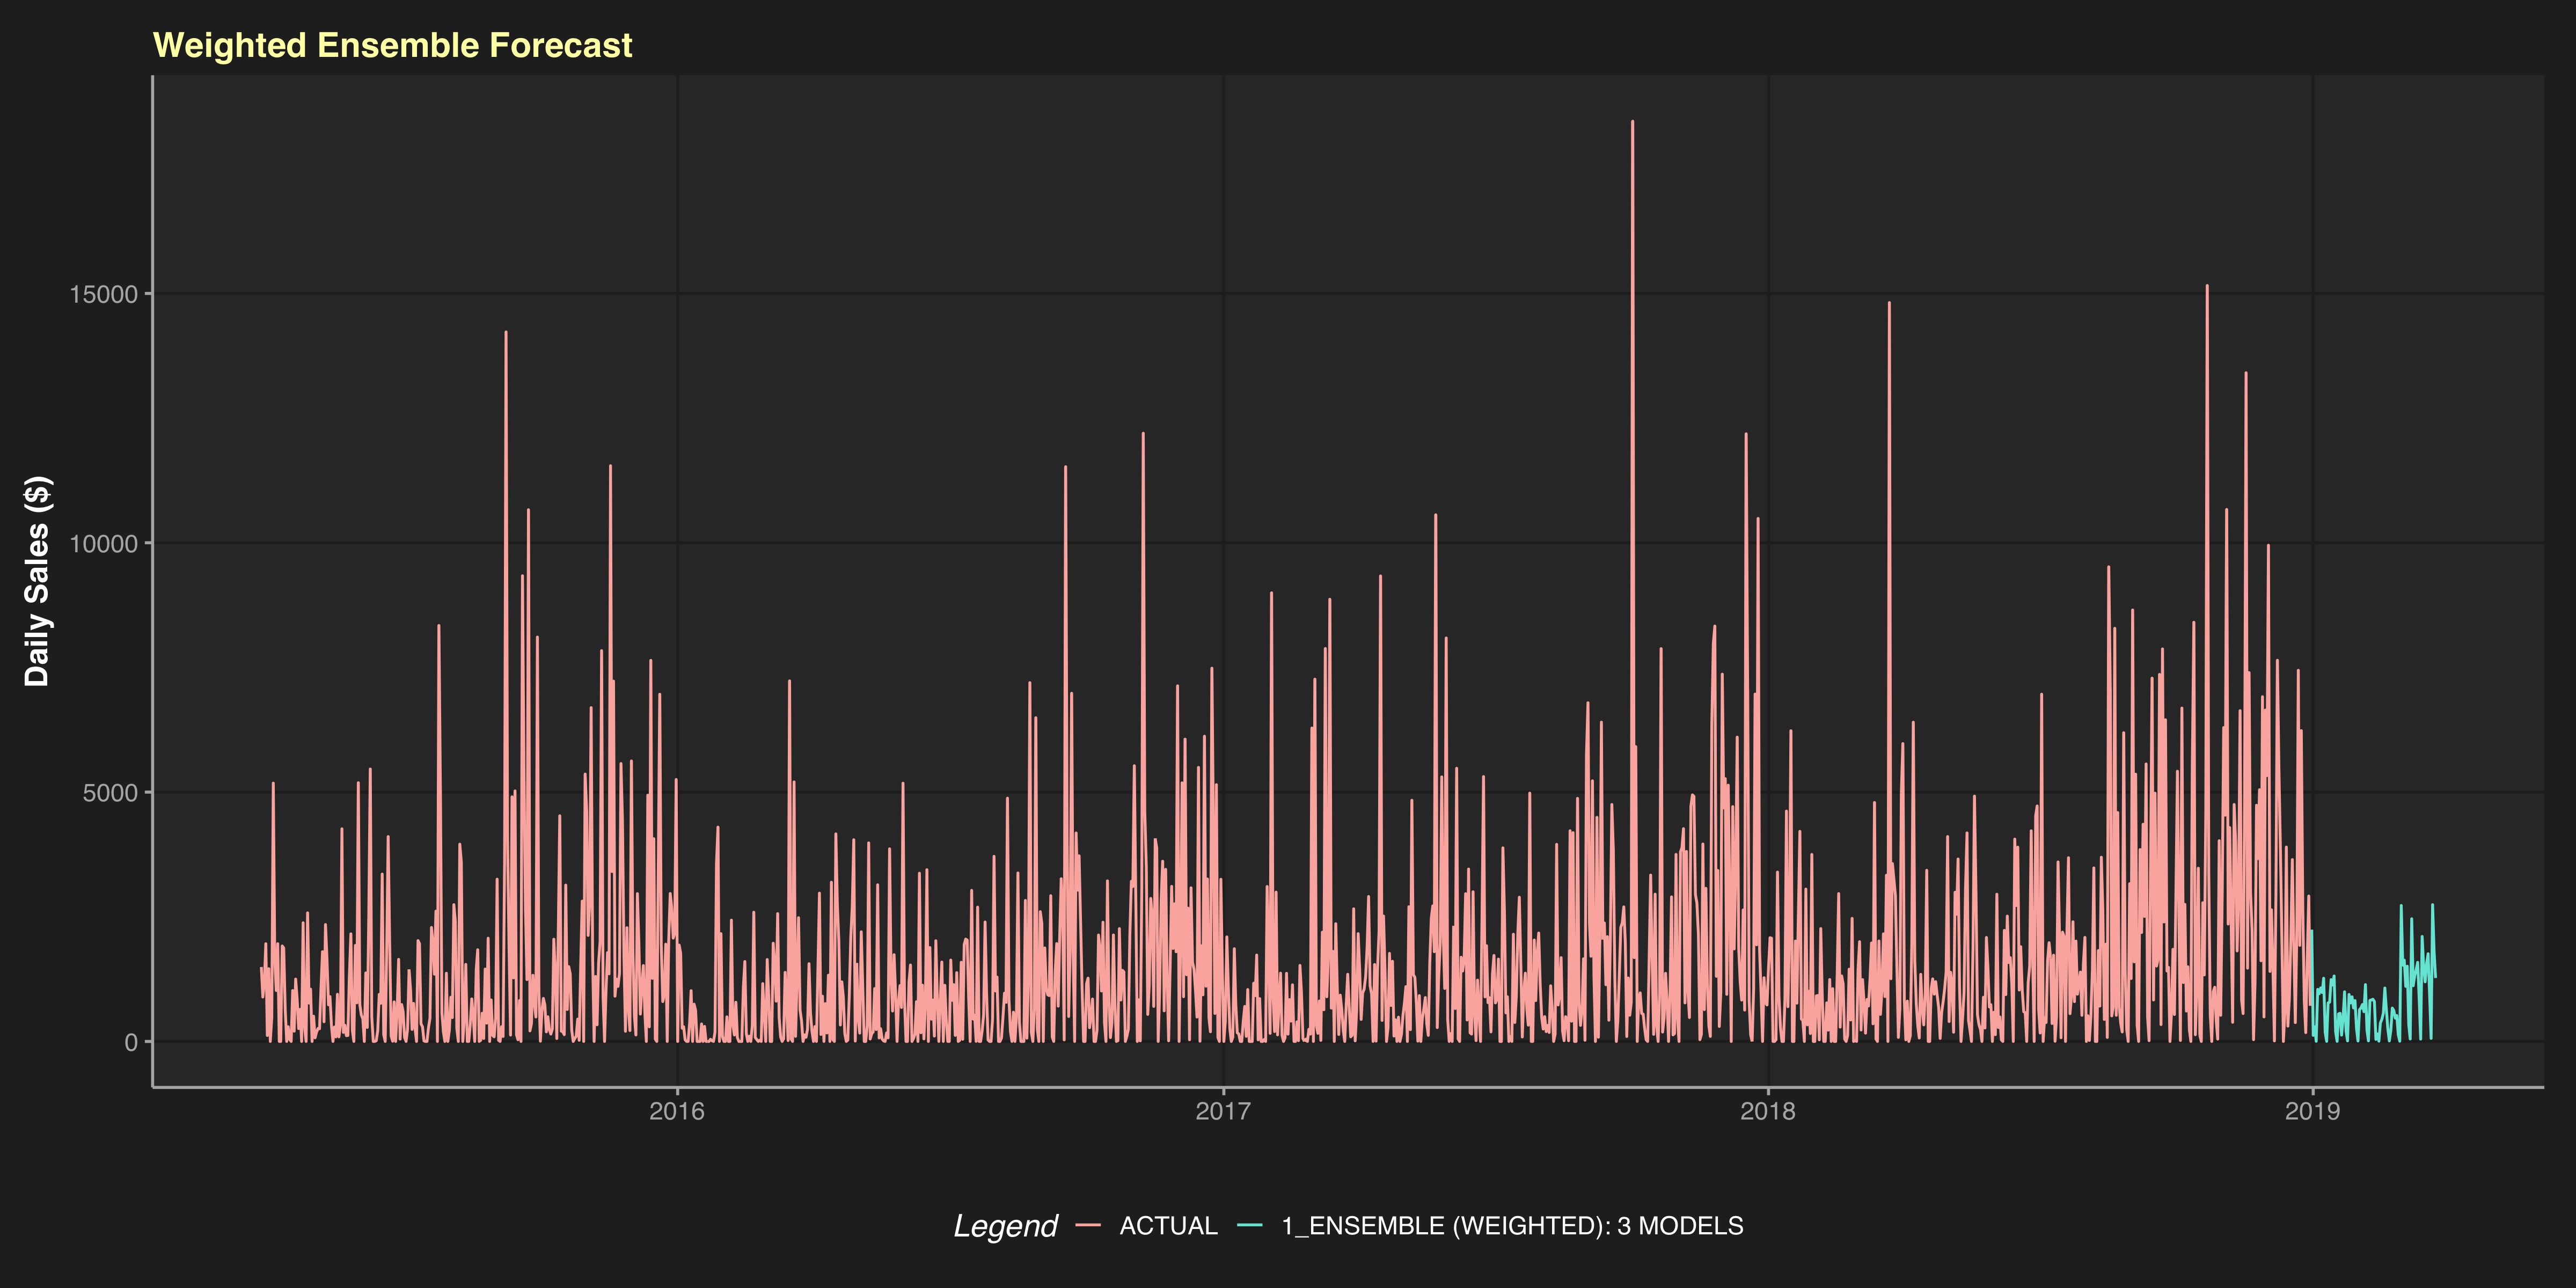 Weighted Ensemble Forecast
Daily Sales ($)
15000
10000
5000
0
2016 2017 2018 2019
Legend ACTUAL 1_ENSEMBLE (WEIGHTED): 3 MODELS